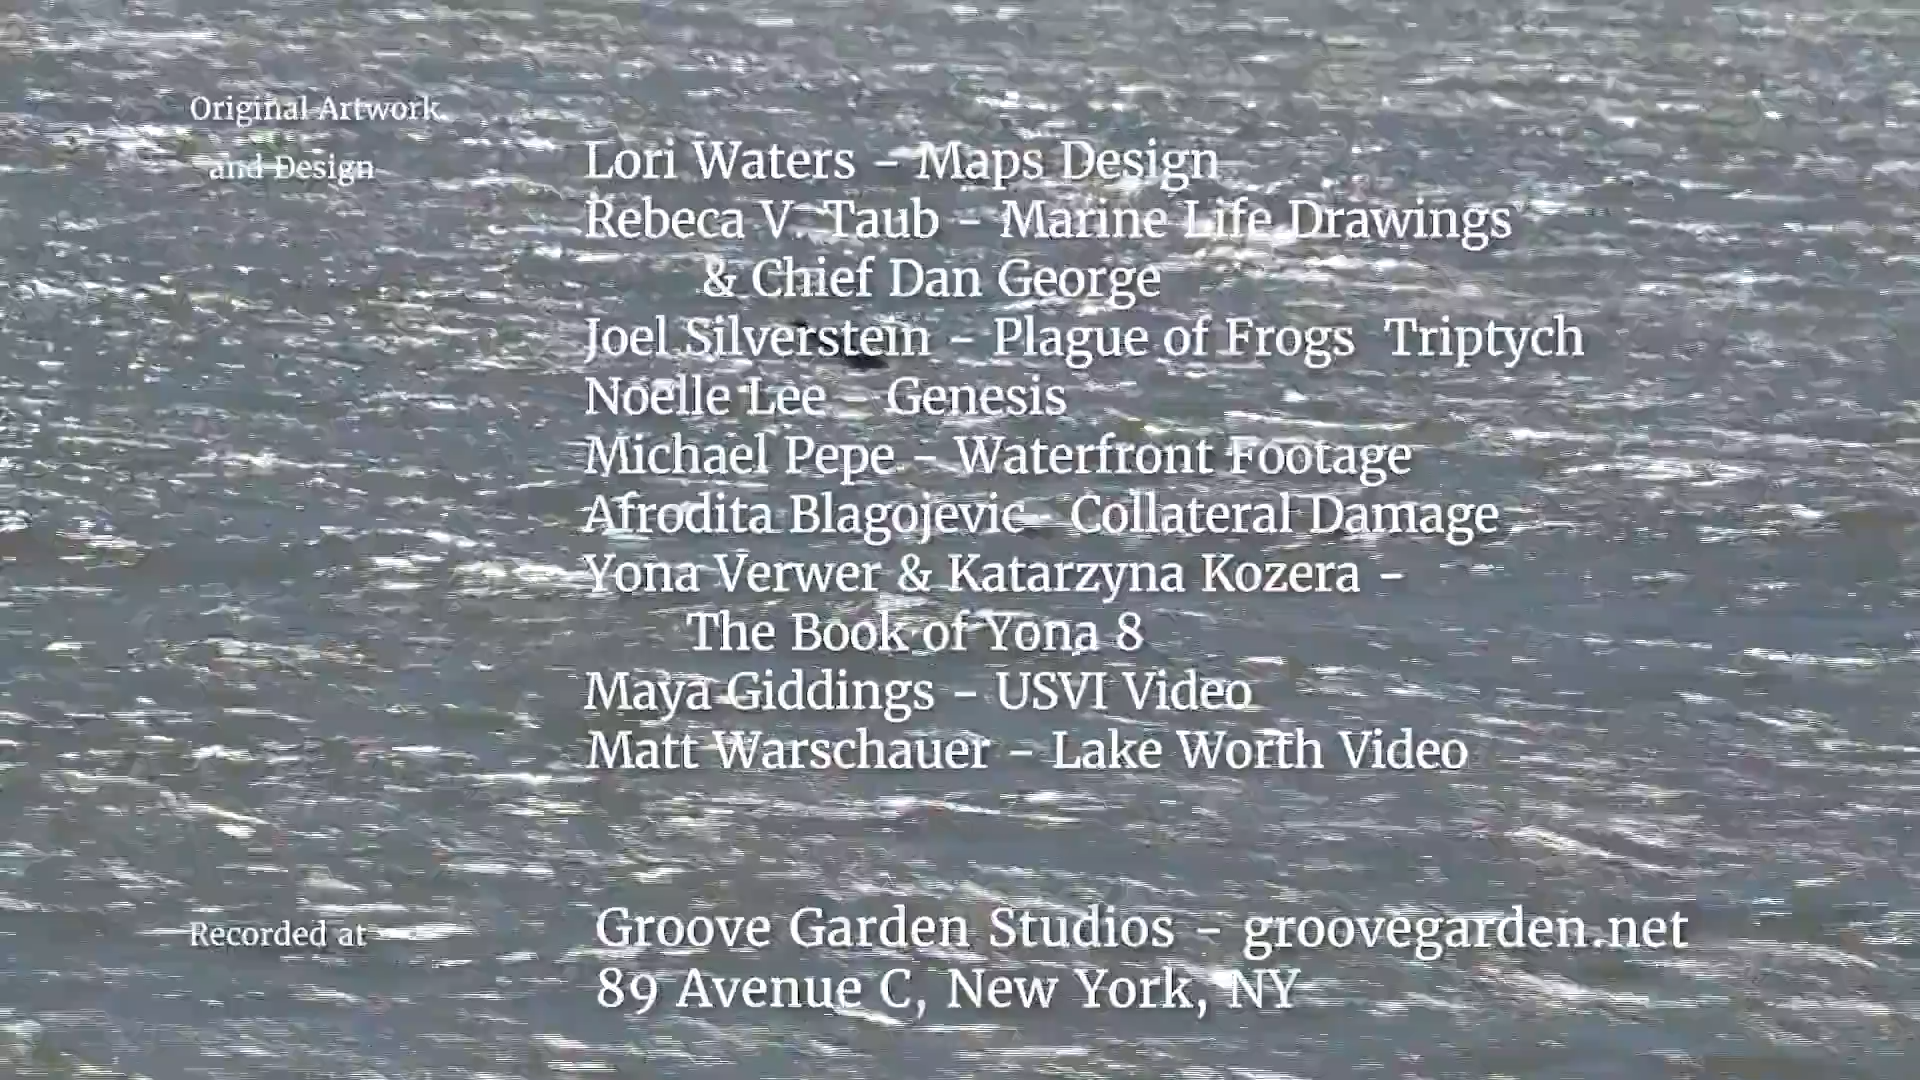 Original Artwork
and Design
Lori Waters - Maps Design
Rebeca V. Taub - Marine Life Drawings
& Chief Dan George
Joel Silverstein - Plague of Frogs Triptych
Noelle Lee - Genesis
Michael Pepe - Waterfront Footage
Afrodita Blagojevic - Collateral Damage
Yona Verwer & Katarzyna Kozera -
The Book of Yona 8
Maya Giddings - USVI Video
Matt Warschauer - Lake Worth Video
Recorded at
Groove Garden Studios - groovegarden.net
89 Avenue C, New York, NY